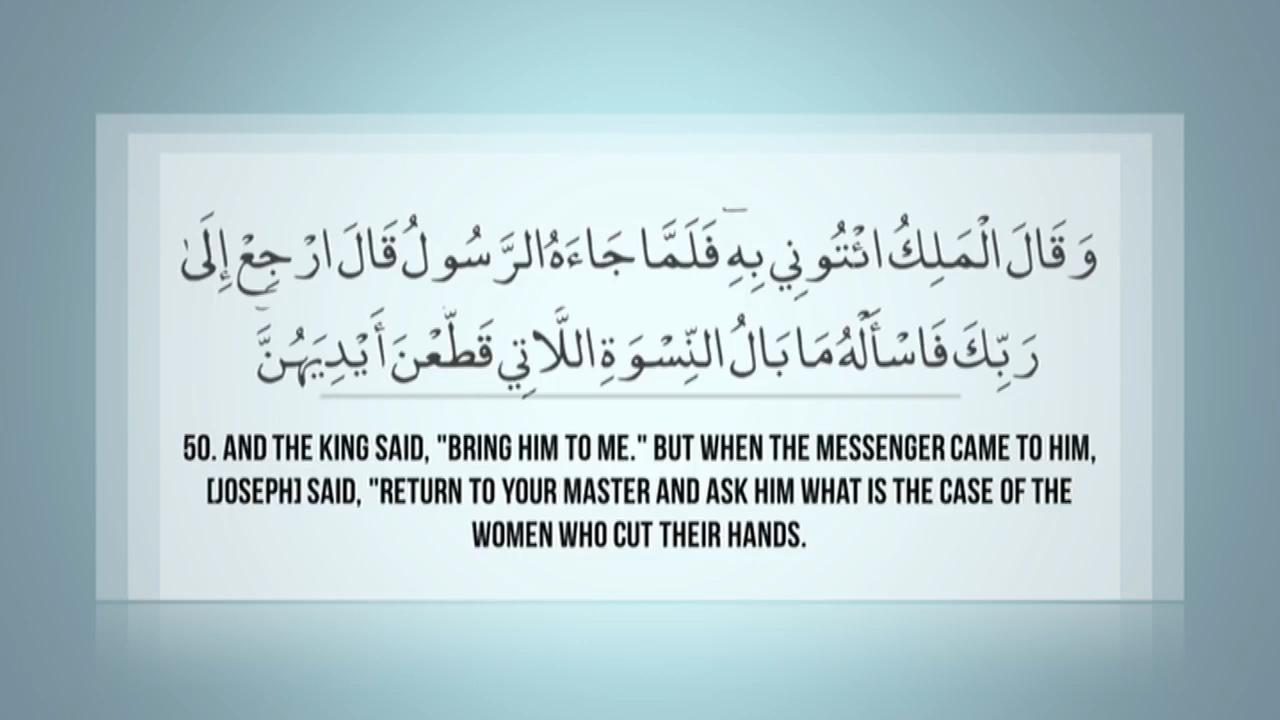 وَقَالَ الْمَلِكُ ائْتُونِي بِهِ فَلَمَّا جَاءَهُ الرَّسُولُ قَالَ ارْجِعْ إِلَىٰ
رَبِّكَ فَاسْأَلْهُ مَا بَالُ النِّسْوَةِ اللَّاتِي قَطَّعْنَ أَيْدِيَهُنَّ
50. AND THE KING SAID, "BRING HIM TO ME." BUT WHEN THE MESSENGER CAME TO HIM,
[JOSEPH] SAID, "RETURN TO YOUR MASTER AND ASK HIM WHAT IS THE CASE OF THE
WOMEN WHO CUT THEIR HANDS.